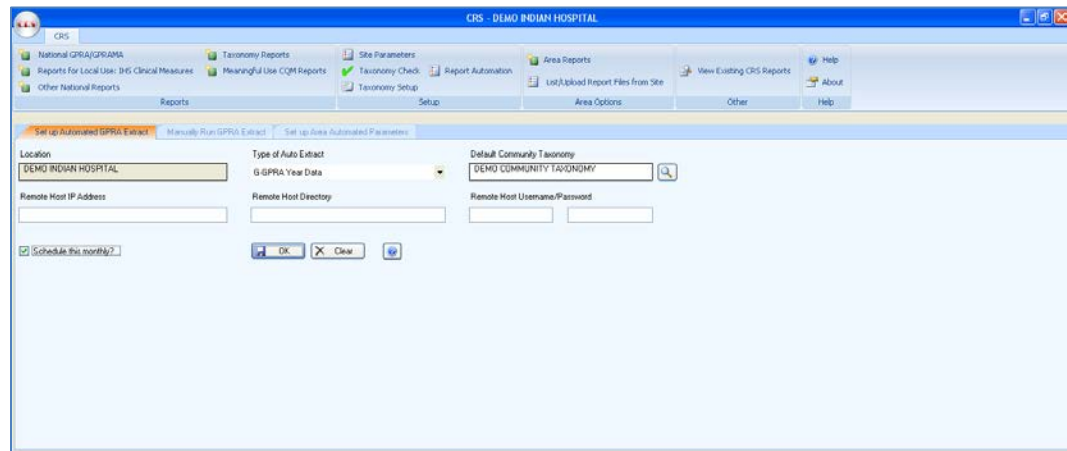 CRS - DEMO INDIAN HOSPITAL
CRS
National GPRA/GPRAMA
Reports for Local Use: IHS Clinical Measures
Other National Reports
Taxonomy Reports
Meaningful Use CQM Reports
Reports
Site Parameters
Taxonomy Check
Report Automation
Taxonomy Setup
Setup
Area Reports
List/Upload Report Files from Site
Area Options
View Existing CRS Reports
Other
Help
About
Help
Set up Automated GPRA Extract
Manually Run GPRA Extract
Set up Area Automated Parameters
Location
Type of Auto Extract
Default Community Taxonomy
DEMO INDIAN HOSPITAL
G-GPRA Year Data
DEMO COMMUNITY TAXONOMY
Remote Host IP Address
Remote Host Directory
Remote Host Username/Password
Schedule this monthly?
OK
Clear